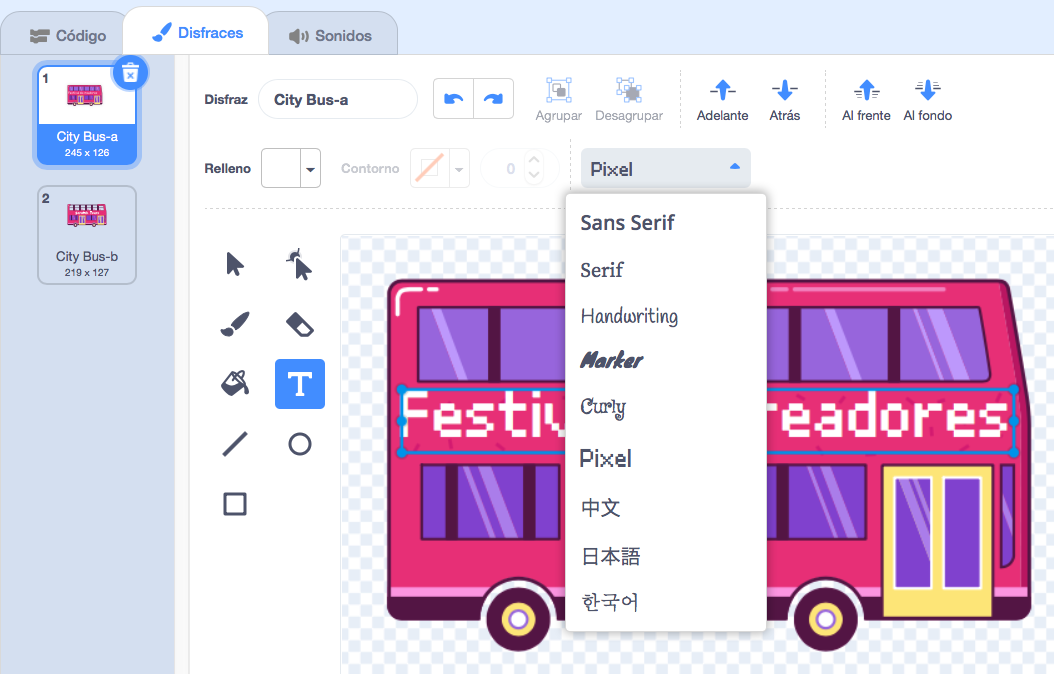 Código
Disfraces
Sonidos
1
City Bus-a
245 x 126
2
City Bus-b
219 x 127
Disfraz
City Bus-a
Agrupar
Desagrupar
Adelante
Atrás
Al frente
Al fondo
Relleno
Contorno
0
Pixel
Sans Serif
Serif
Handwriting
Marker
Curly
Pixel
中文
日本語
한국어
T
Festiv readores